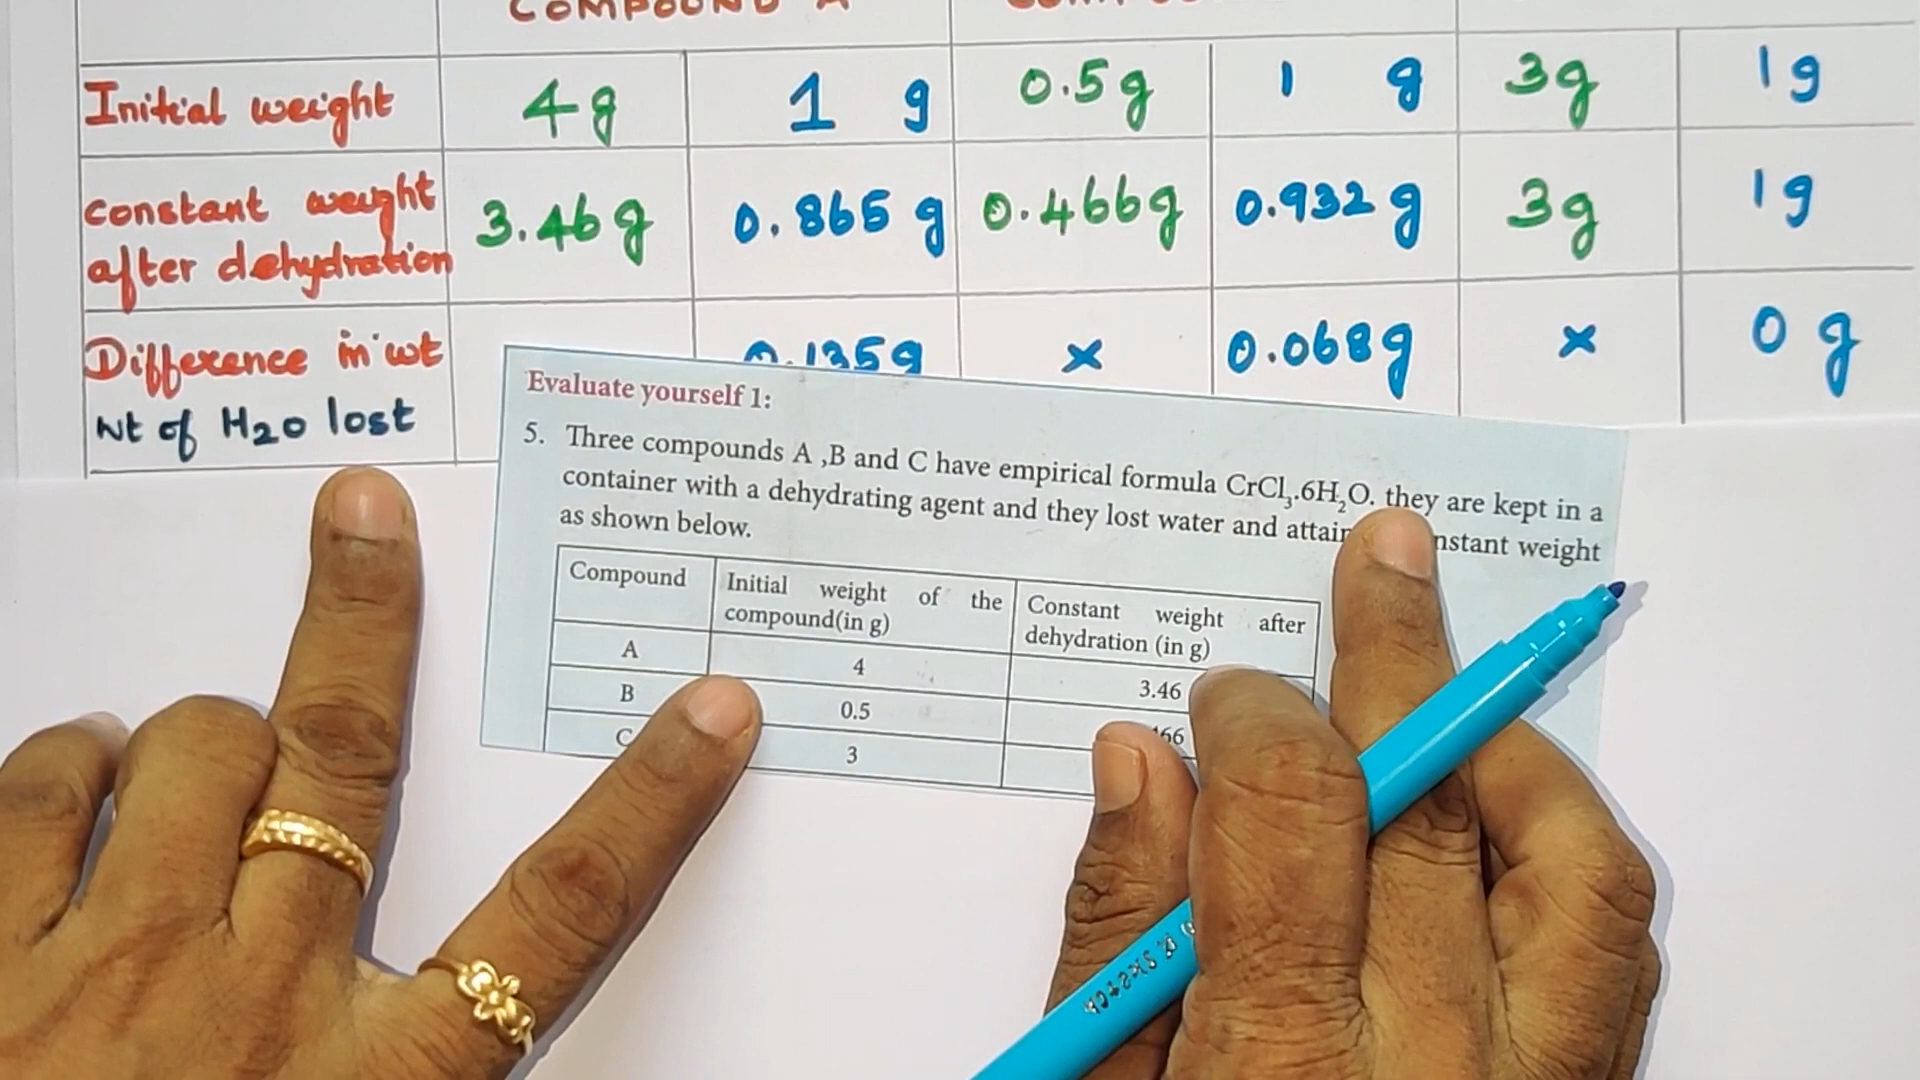 COMPOUND A
Initial weight 4g 1 g 0.5g 1 g 3g 1g
constant weight
after dehydration 3.46g 0.865 g 0.466g 0.932g 3g 1g
Difference in wt 0.135g x 0.068g x 0 g
Wt of H2O lost
Evaluate yourself 1:
5. Three compounds A ,B and C have empirical formula CrCl3.6H2O. they are kept in a
container with a dehydrating agent and they lost water and attain nstant weight
as shown below.
Compound Initial weight of the Constant weight after
compound(in g) dehydration (in g)
A 4 3.46
B 0.5 66
C 3
SKETCH